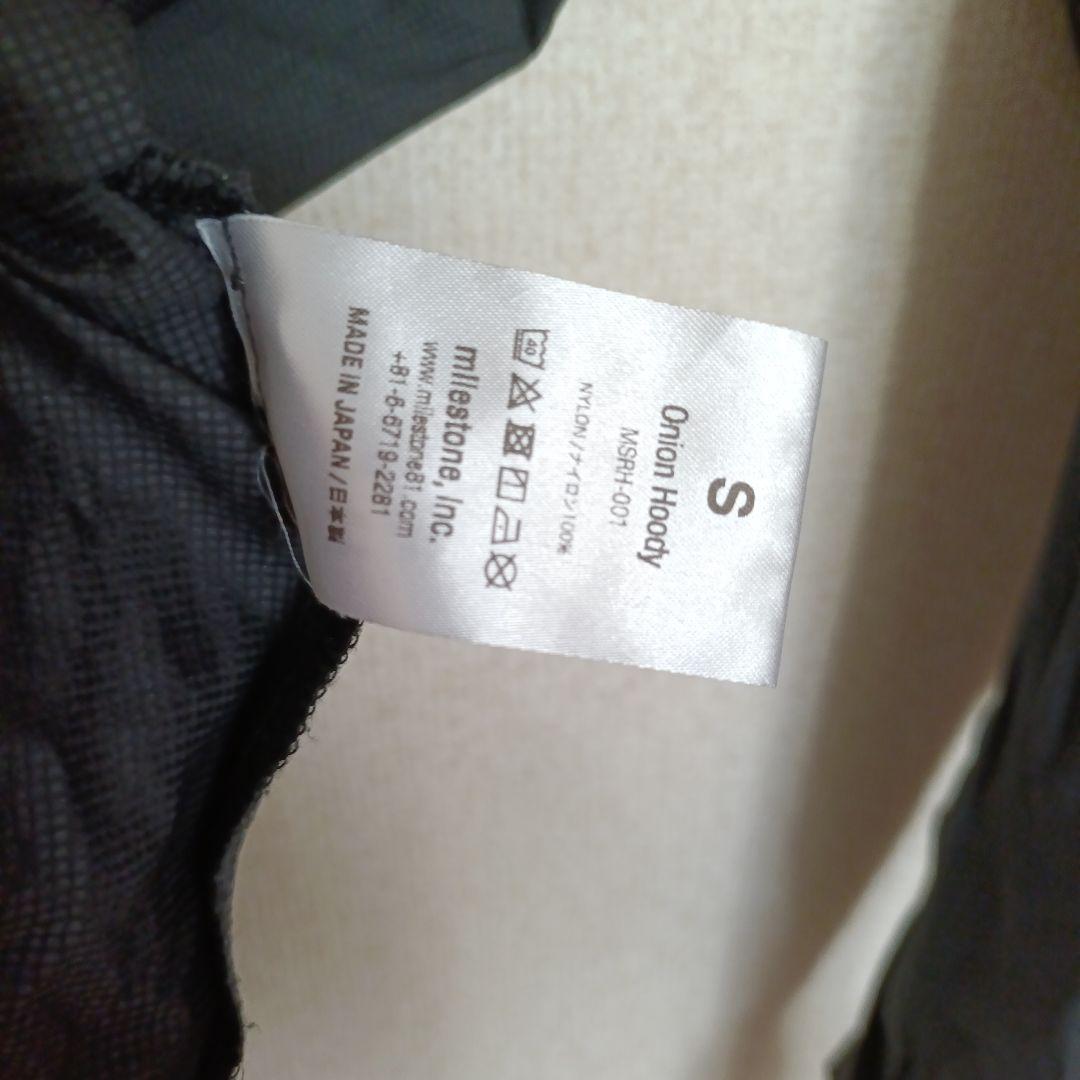 S
Onion Hoody
MSRH-001
NYLON/ナイロン100%
40
milestone, Inc.
www.milestone81.com
+81-6-6719-2281
MADE IN JAPAN/日本製